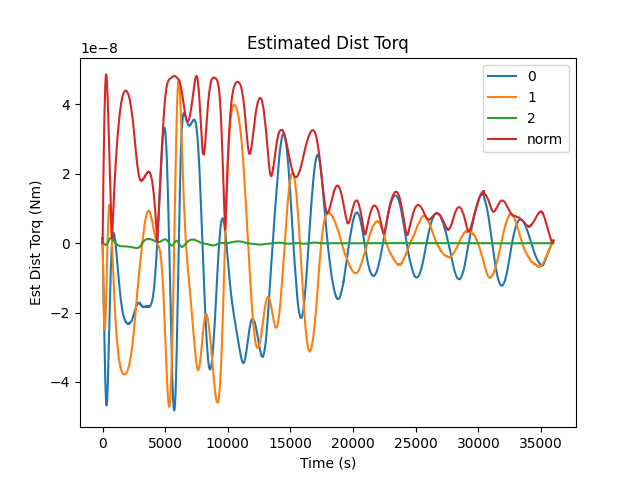 Estimated Dist Torq
1e−8
0
1
2
norm
4
2
0
−2
−4
Est Dist Torq (Nm)
0 5000 10000 15000 20000 25000 30000 35000
Time (s)